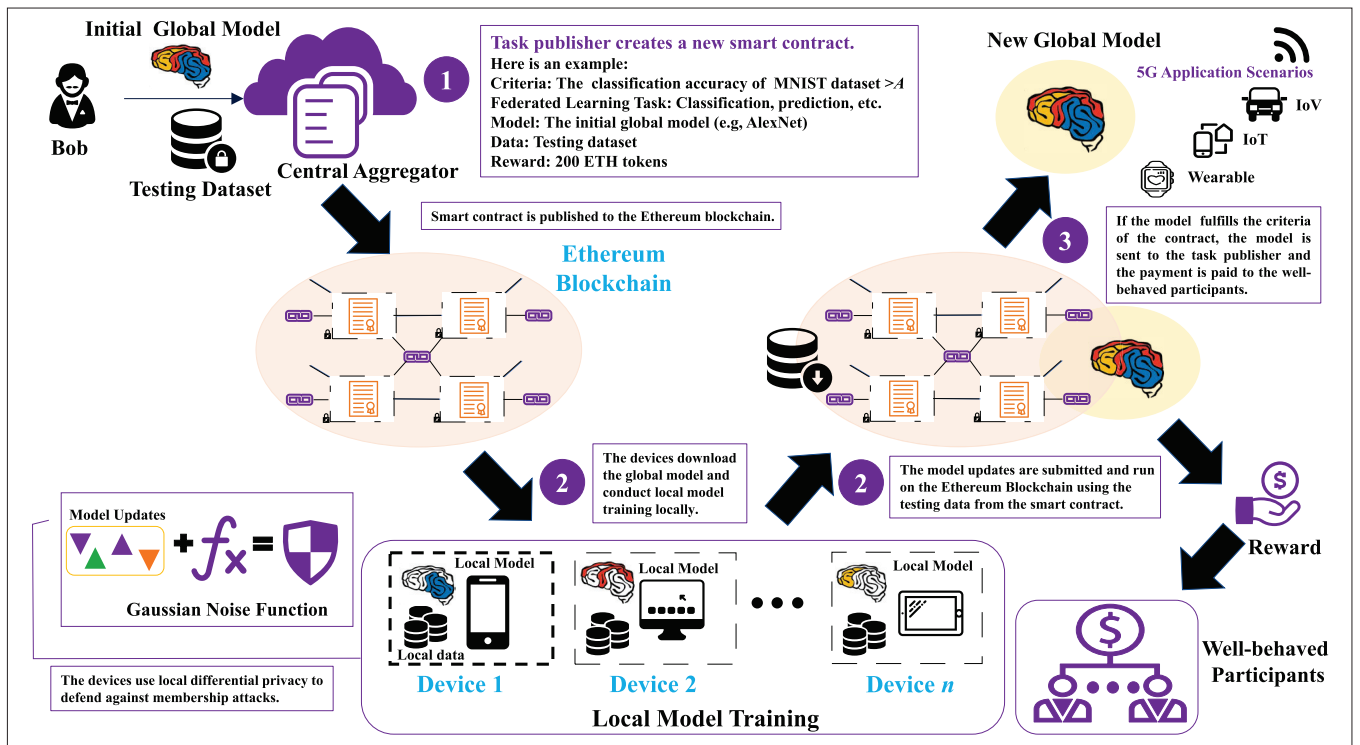 Initial Global Model
Bob
Testing Dataset
Central Aggregator
1
Task publisher creates a new smart contract.
Here is an example:
Criteria: The classification accuracy of MNIST dataset >A
Federated Learning Task: Classification, prediction, etc.
Model: The initial global model (e.g, AlexNet)
Data: Testing dataset
Reward: 200 ETH tokens
Smart contract is published to the Ethereum blockchain.
Ethereum
Blockchain
New Global Model
5G Application Scenarios
IoV
IoT
Wearable
3
If the model fulfills the criteria
of the contract, the model is
sent to the task publisher and
the payment is paid to the well-
behaved participants.
2
The devices download
the global model and
conduct local model
training locally.
2
The model updates are submitted and run
on the Ethereum Blockchain using the
testing data from the smart contract.
$
Reward
Model Updates
+ fx =
Gaussian Noise Function
The devices use local differential privacy to
defend against membership attacks.
Local Model
Local data
Device 1
Local Model
Device 2
Local Model
Device n
Local Model Training
$
Well-behaved
Participants